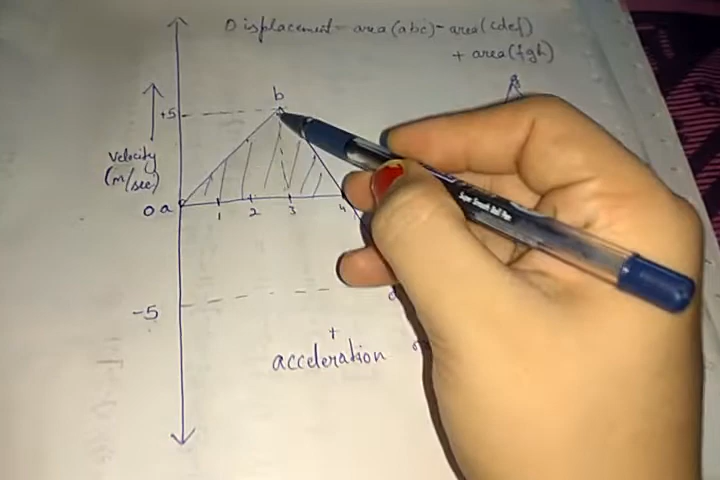 Displacement = area(abc) - area(cdef)
+ area(fgh)
b
+5
velocity
(m/sec)
0 a
1 2 3 4
-5
+
acceleration